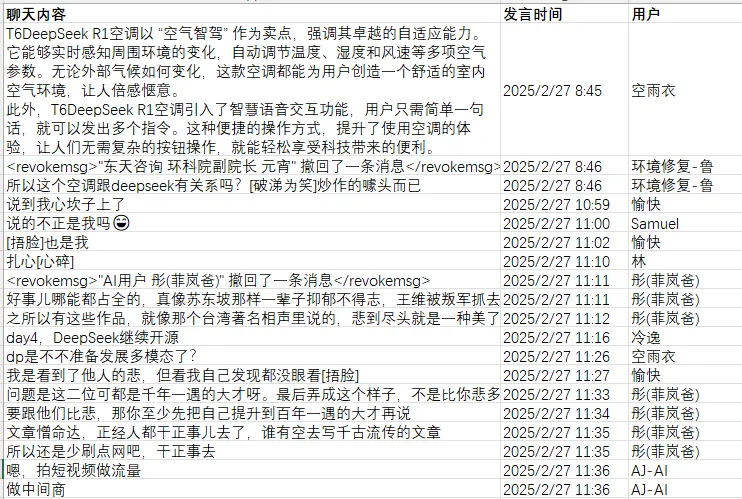 聊天内容 发言时间 用户
T6DeepSeek R1空调以 “空气智驾” 作为卖点，强调其卓越的自适应能力。
它能够实时感知周围环境的变化，自动调节温度、湿度和风速等多项空气
参数。无论外部气候如何变化，这款空调都能为用户创造一个舒适的室内
空气环境，让人倍感惬意。
此外，T6DeepSeek R1空调引入了智慧语音交互功能，用户只需简单一句
话，就可以发出多个指令。这种便捷的操作方式，提升了使用空调的体
验，让人们无需复杂的按钮操作，就能轻松享受科技带来的便利。
2025/2/27 8:45 空雨衣
<revokemsg>"东天咨询 环科院副院长 元宵" 撤回了一条消息</revokemsg> 2025/2/27 8:46 环境修复-鲁
所以这个空调跟deepseek有关系吗？[破涕为笑]炒作的噱头而已 2025/2/27 8:46 环境修复-鲁
说到我心坎子上了 2025/2/27 10:59 愉快
说的不正是我吗😄 2025/2/27 11:00 Samuel
[捂脸]也是我 2025/2/27 11:02 愉快
扎心[心碎] 2025/2/27 11:10 林
<revokemsg>"AI用户 彤(菲岚爸)" 撤回了一条消息</revokemsg> 2025/2/27 11:11 彤(菲岚爸)
好事儿哪能都占全的，真像苏东坡那样一辈子抑郁不得志，王维被叛军抓去 2025/2/27 11:11 彤(菲岚爸)
之所以有这些作品，就像那个台湾著名相声里说的，悲到尽头就是一种美了 2025/2/27 11:12 彤(菲岚爸)
day4，DeepSeek继续开源 2025/2/27 11:16 冷逸
dp是不不准备发展多模态了？ 2025/2/27 11:26 空雨衣
我是看到了他人的悲，但看我自己发现都没眼看[捂脸] 2025/2/27 11:27 愉快
问题是这二位可都是千年一遇的大才呀。最后弄成这个样子，不是比你悲多 2025/2/27 11:33 彤(菲岚爸)
要跟他们比悲，那你至少先把自己提升到百年一遇的大才再说 2025/2/27 11:34 彤(菲岚爸)
文章憎命达，正经人都干正事儿去了，谁有空去写千古流传的文章 2025/2/27 11:35 彤(菲岚爸)
所以还是少刷点网吧，干正事去 2025/2/27 11:35 彤(菲岚爸)
嗯，拍短视频做流量 2025/2/27 11:36 AJ-AI
做中间商 2025/2/27 11:36 AJ-AI